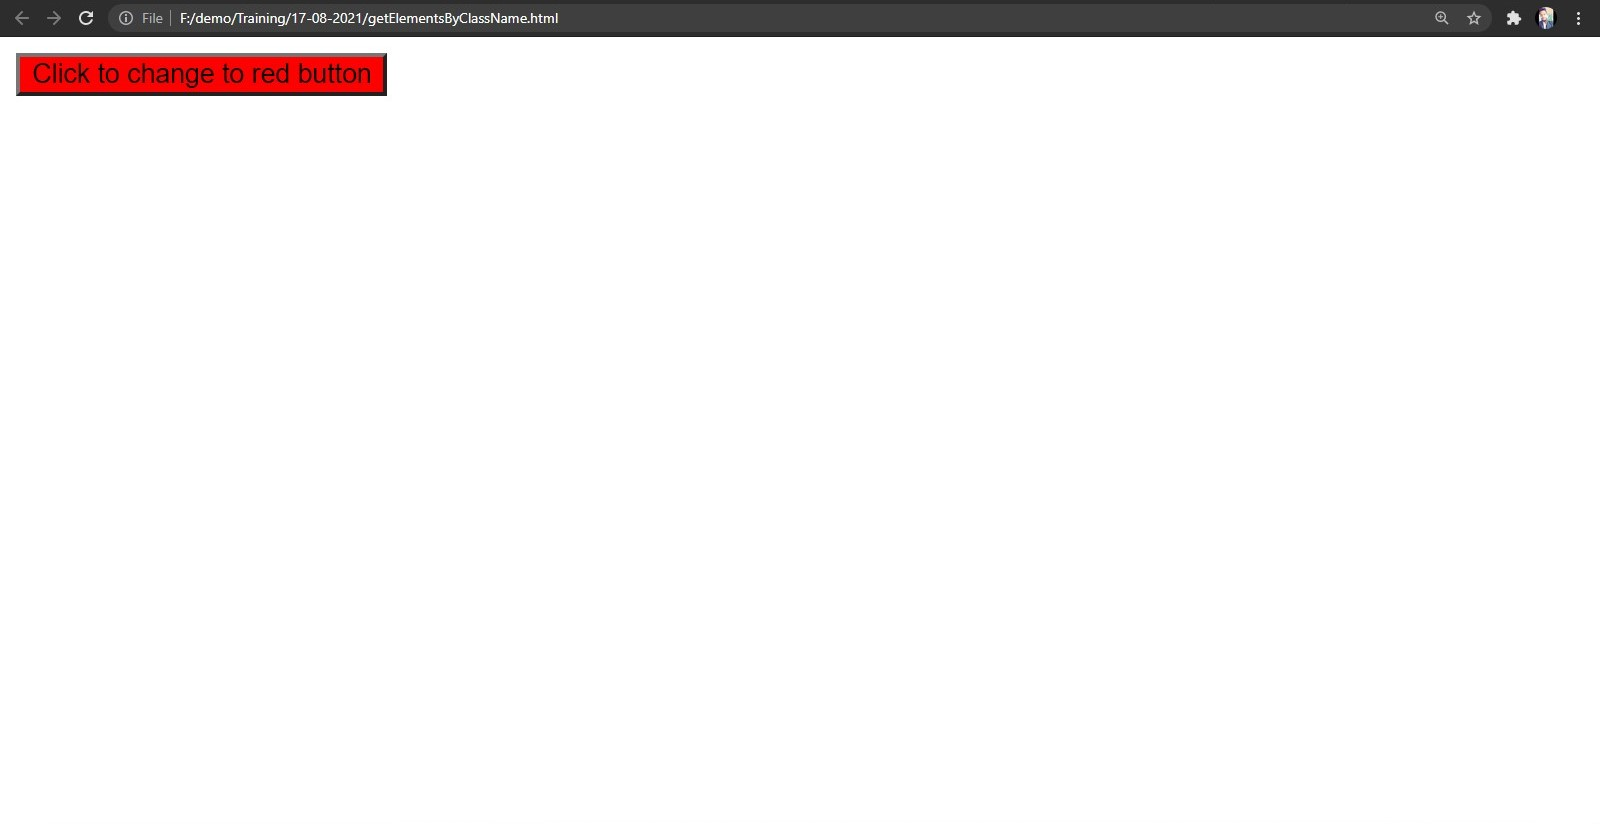 File F:/demo/Training/17-08-2021/getElementsByClassName.html
Click to change to red button